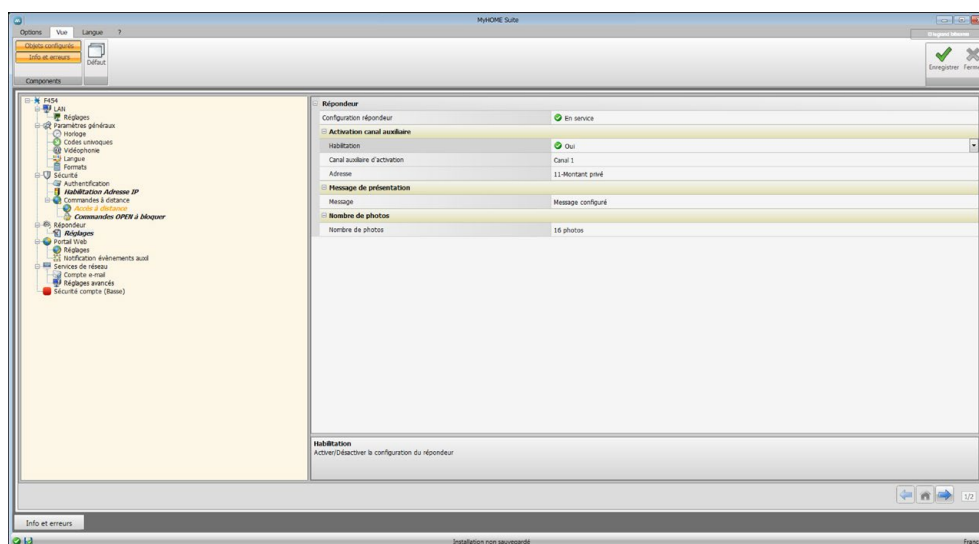 MyHOME Suite
Options Vue Langue ?
Objets configurés
Info et erreurs
Défaut
Components
Enregistrer Ferme
F454
LAN
Réglages
Paramètres généraux
Horloge
Codes univoques
Vidéophonie
Langue
Formats
Sécurité
Authentification
Habilitation Adresse IP
Commandes à distance
Accès à distance
Commandes OPEN à bloquer
Répondeur
Réglages
Portail Web
Réglages
Notification évènements auxil
Services de réseau
Compte e-mail
Réglages avancés
Sécurité compte (Basse)
Répondeur
Configuration répondeur En service
Activation canal auxiliaire
Habilitation Oui
Canal auxiliaire d'activation Canal 1
Adresse 11-Montant privé
Message de présentation
Message Message configuré
Nombre de photos
Nombre de photos 16 photos
Habilitation
Activer/Désactiver la configuration du répondeur
1/2
Info et erreurs
Installation non sauvegardé
Franç